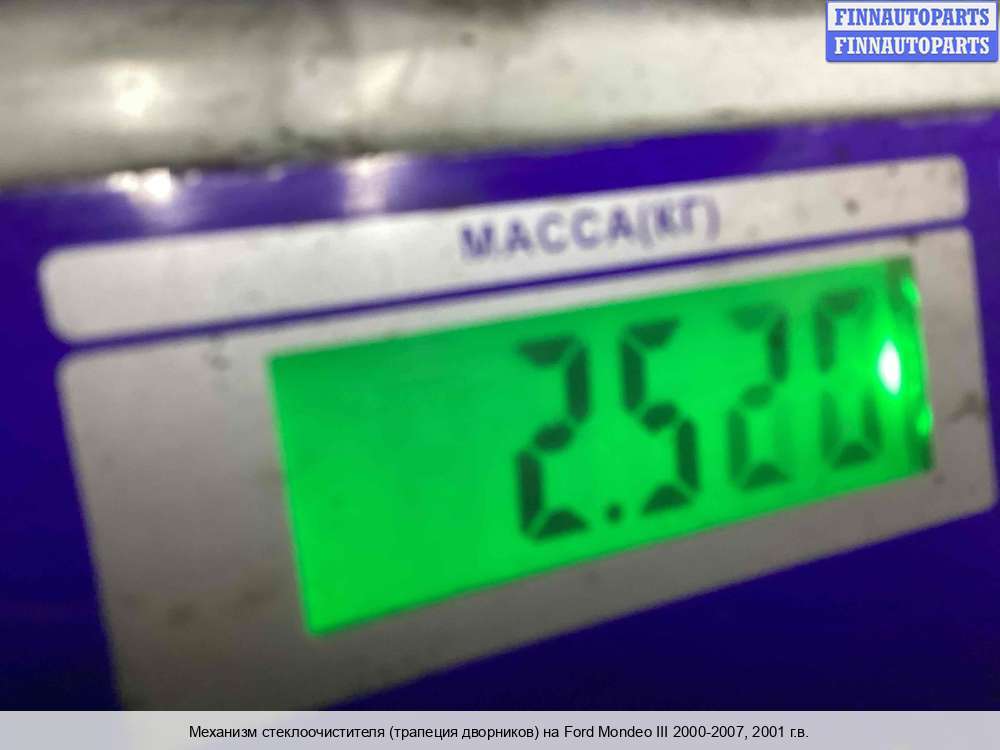 FINNAUTOPARTS
FINNAUTOPARTS
МАССА(КГ)
2.520
Механизм стеклоочистителя (трапеция дворников) на Ford Mondeo III 2000-2007, 2001 г.в.